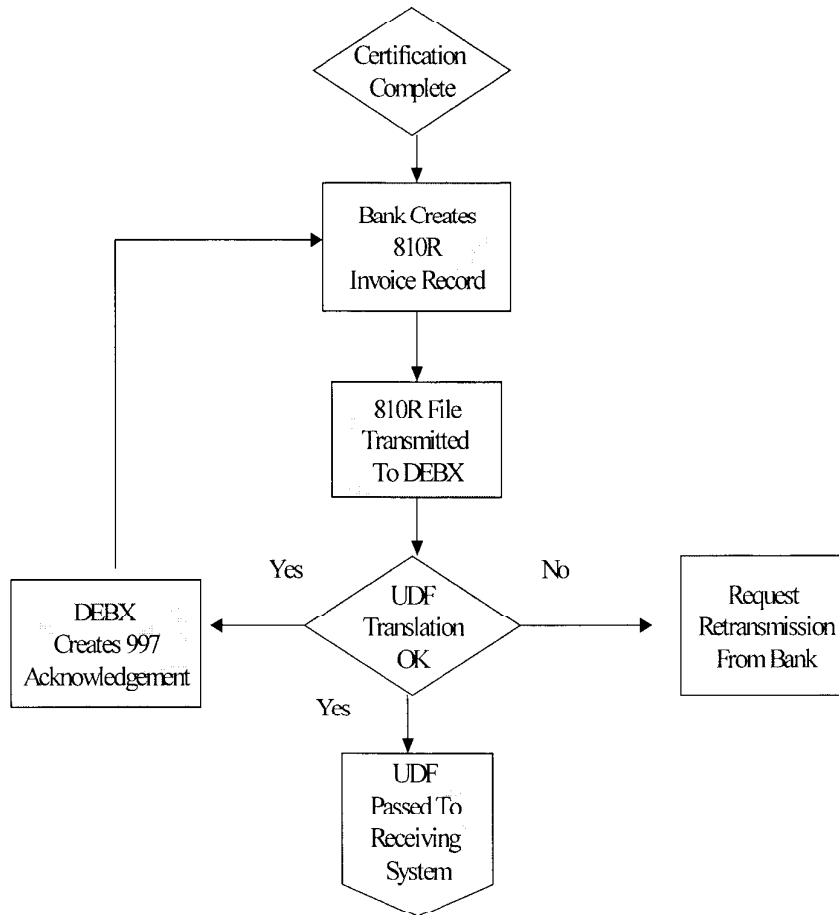 Certification
Complete
Bank Creates
810R
Invoice Record
810R File
Transmitted
To DEBX
Yes
No
DEBX
Creates 997
Acknowledgement
UDF
Translation
OK
Request
Retransmission
From Bank
Yes
UDF
Passed To
Receiving
System